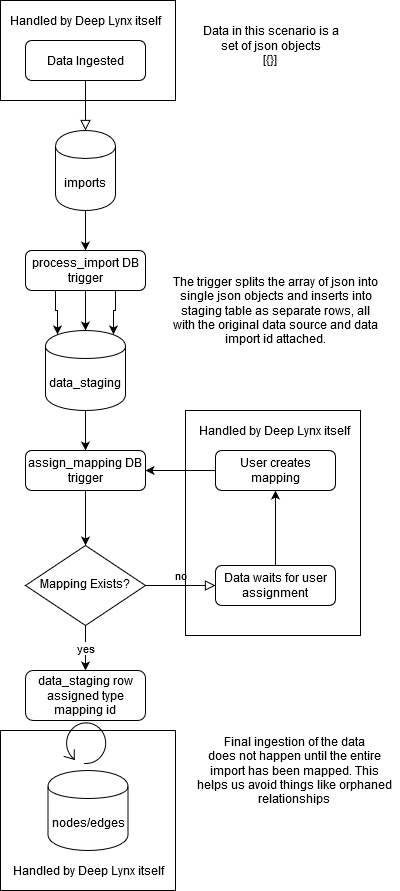 Handled by Deep Lynx itself
Data Ingested
Data in this scenario is a
set of json objects
[{}]
imports
process_import DB
trigger
The trigger splits the array of json into
single json objects and inserts into
staging table as separate rows, all
with the original data source and data
import id attached.
data_staging
Handled by Deep Lynx itself
assign_mapping DB
trigger
User creates
mapping
Mapping Exists?
no
Data waits for user
assignment
yes
data_staging row
assigned type
mapping id
Final ingestion of the data
does not happen until the entire
import has been mapped. This
helps us avoid things like orphaned
relationships
nodes/edges
Handled by Deep Lynx itself